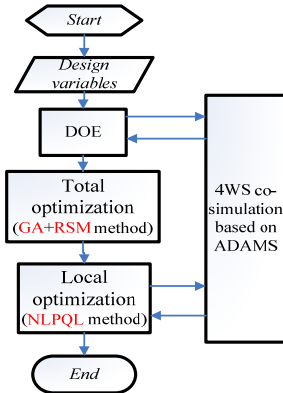 Start
Design
variables
DOE
Total
optimization
(GA+RSM method)
Local
optimization
(NLPQL method)
End
4WS co-
simulation
based on
ADAMS